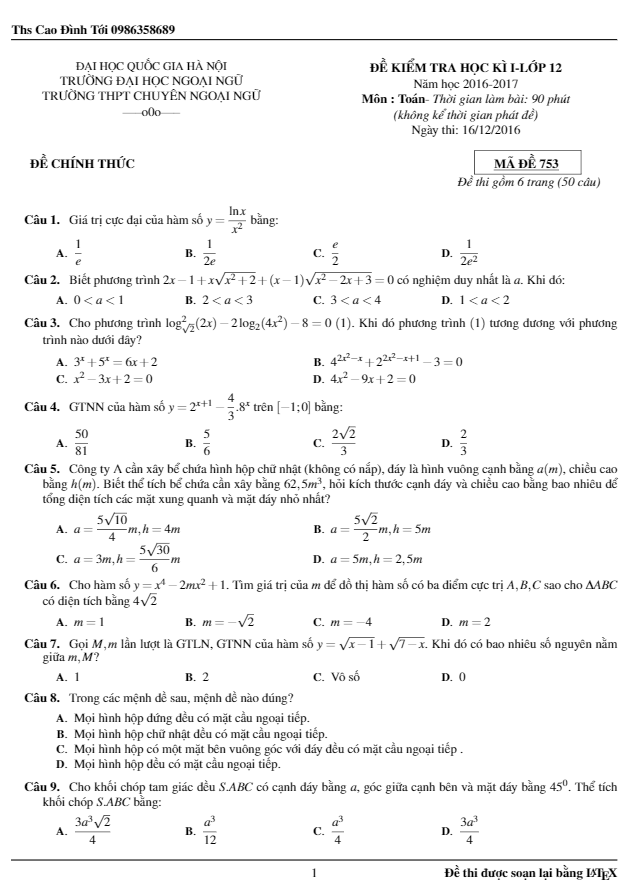 Ths Cao Đình Tới 0986358689
ĐẠI HỌC QUỐC GIA HÀ NỘI
TRƯỜNG ĐẠI HỌC NGOẠI NGỮ
TRƯỜNG THPT CHUYÊN NGOẠI NGỮ
——o0o——
ĐỀ KIỂM TRA HỌC KÌ I-LỚP 12
Năm học 2016-2017
Môn : Toán- Thời gian làm bài: 90 phút
(không kể thời gian phát đề)
Ngày thi: 16/12/2016
ĐỀ CHÍNH THỨC
MÃ ĐỀ 753
Đề thi gồm 6 trang (50 câu)
Câu 1. Giá trị cực đại của hàm số $y = \frac{\ln x}{x^2}$ bằng:
A. $\frac{1}{e}$ B. $\frac{1}{2e}$ C. $\frac{e}{2}$ D. $\frac{1}{2e^2}$
Câu 2. Biết phương trình $2x - 1 + x\sqrt{x^2+2} + (x-1)\sqrt{x^2-2x+3} = 0$ có nghiệm duy nhất là a. Khi đó:
A. $0 < a < 1$ B. $2 < a < 3$ C. $3 < a < 4$ D. $1 < a < 2$
Câu 3. Cho phương trình $\log^2_{\sqrt{2}}(2x) - 2\log_2(4x^2) - 8 = 0$ (1). Khi đó phương trình (1) tương đương với phương
trình nào dưới đây?
A. $3^x + 5^x = 6x + 2$ B. $4^{2x^2-x} + 2^{2x^2-x+1} - 3 = 0$
C. $x^2 - 3x + 2 = 0$ D. $4x^2 - 9x + 2 = 0$
Câu 4. GTNN của hàm số $y = 2^{x+1} - \frac{4}{3}.8^x$ trên $[-1;0]$ bằng:
A. $\frac{50}{81}$ B. $\frac{5}{6}$ C. $\frac{2\sqrt{2}}{3}$ D. $\frac{2}{3}$
Câu 5. Công ty A cần xây bể chứa hình hộp chữ nhật (không có nắp), đáy là hình vuông cạnh bằng a(m), chiều cao
bằng h(m). Biết thể tích bể chứa cần xây bằng $62,5m^3$, hỏi kích thước cạnh đáy và chiều cao bằng bao nhiêu để
tổng diện tích các mặt xung quanh và mặt đáy nhỏ nhất?
A. $a = \frac{5\sqrt{10}}{4}m, h = 4m$ B. $a = \frac{5\sqrt{2}}{2}m, h = 5m$
C. $a = 3m, h = \frac{5\sqrt{30}}{6}m$ D. $a = 5m, h = 2,5m$
Câu 6. Cho hàm số $y = x^4 - 2mx^2 + 1$. Tìm giá trị của m để đồ thị hàm số có ba điểm cực trị A, B, C sao cho ΔABC
có diện tích bằng $4\sqrt{2}$
A. $m = 1$ B. $m = -\sqrt{2}$ C. $m = -4$ D. $m = 2$
Câu 7. Gọi M, m lần lượt là GTLN, GTNN của hàm số $y = \sqrt{x-1} + \sqrt{7-x}$. Khi đó có bao nhiêu số nguyên nằm
giữa m, M?
A. 1 B. 2 C. Vô số D. 0
Câu 8. Trong các mệnh đề sau, mệnh đề nào đúng?
A. Mọi hình hộp đứng đều có mặt cầu ngoại tiếp.
B. Mọi hình hộp chữ nhật đều có mặt cầu ngoại tiếp.
C. Mọi hình hộp có một mặt bên vuông góc với đáy đều có mặt cầu ngoại tiếp .
D. Mọi hình hộp đều có mặt cầu ngoại tiếp.
Câu 9. Cho khối chóp tam giác đều S.ABC có cạnh đáy bằng a, góc giữa cạnh bên và mặt đáy bằng $45^0$. Thể tích
khối chóp S.ABC bằng:
A. $\frac{3a^3\sqrt{2}}{4}$ B. $\frac{a^3}{12}$ C. $\frac{a^3}{4}$ D. $\frac{3a^3}{4}$
1
Đề thi được soạn lại bằng LATEX